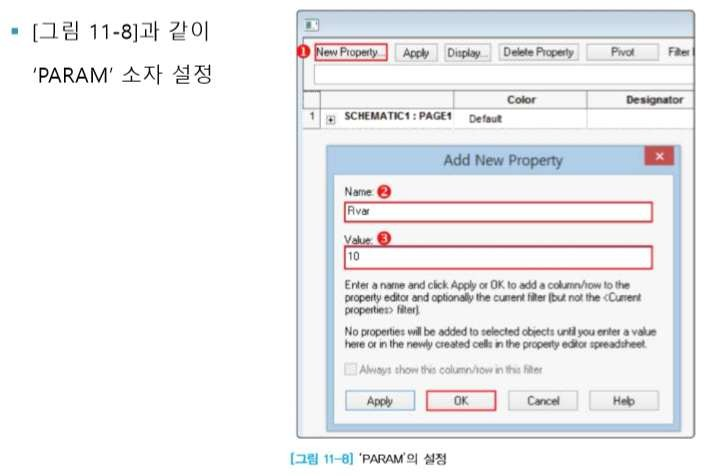 ▪ [그림 11-8]과 같이
'PARAM' 소자 설정
1 New Property... Apply Display... Delete Property Pivot Filter
Color Designator
1 SCHEMATIC1 : PAGE1 Default
Add New Property
Name: 2
Rvar
Value: 3
10
Enter a name and click Apply or OK to add a column/row to the
property editor and optionally the current filter (but not the <Current
properties> filter).
No properties will be added to selected objects until you enter a value
here or in the newly created cells in the property editor spreadsheet.
Always show this column/row in this filter
Apply OK Cancel Help
[그림 11-8] 'PARAM'의 설정